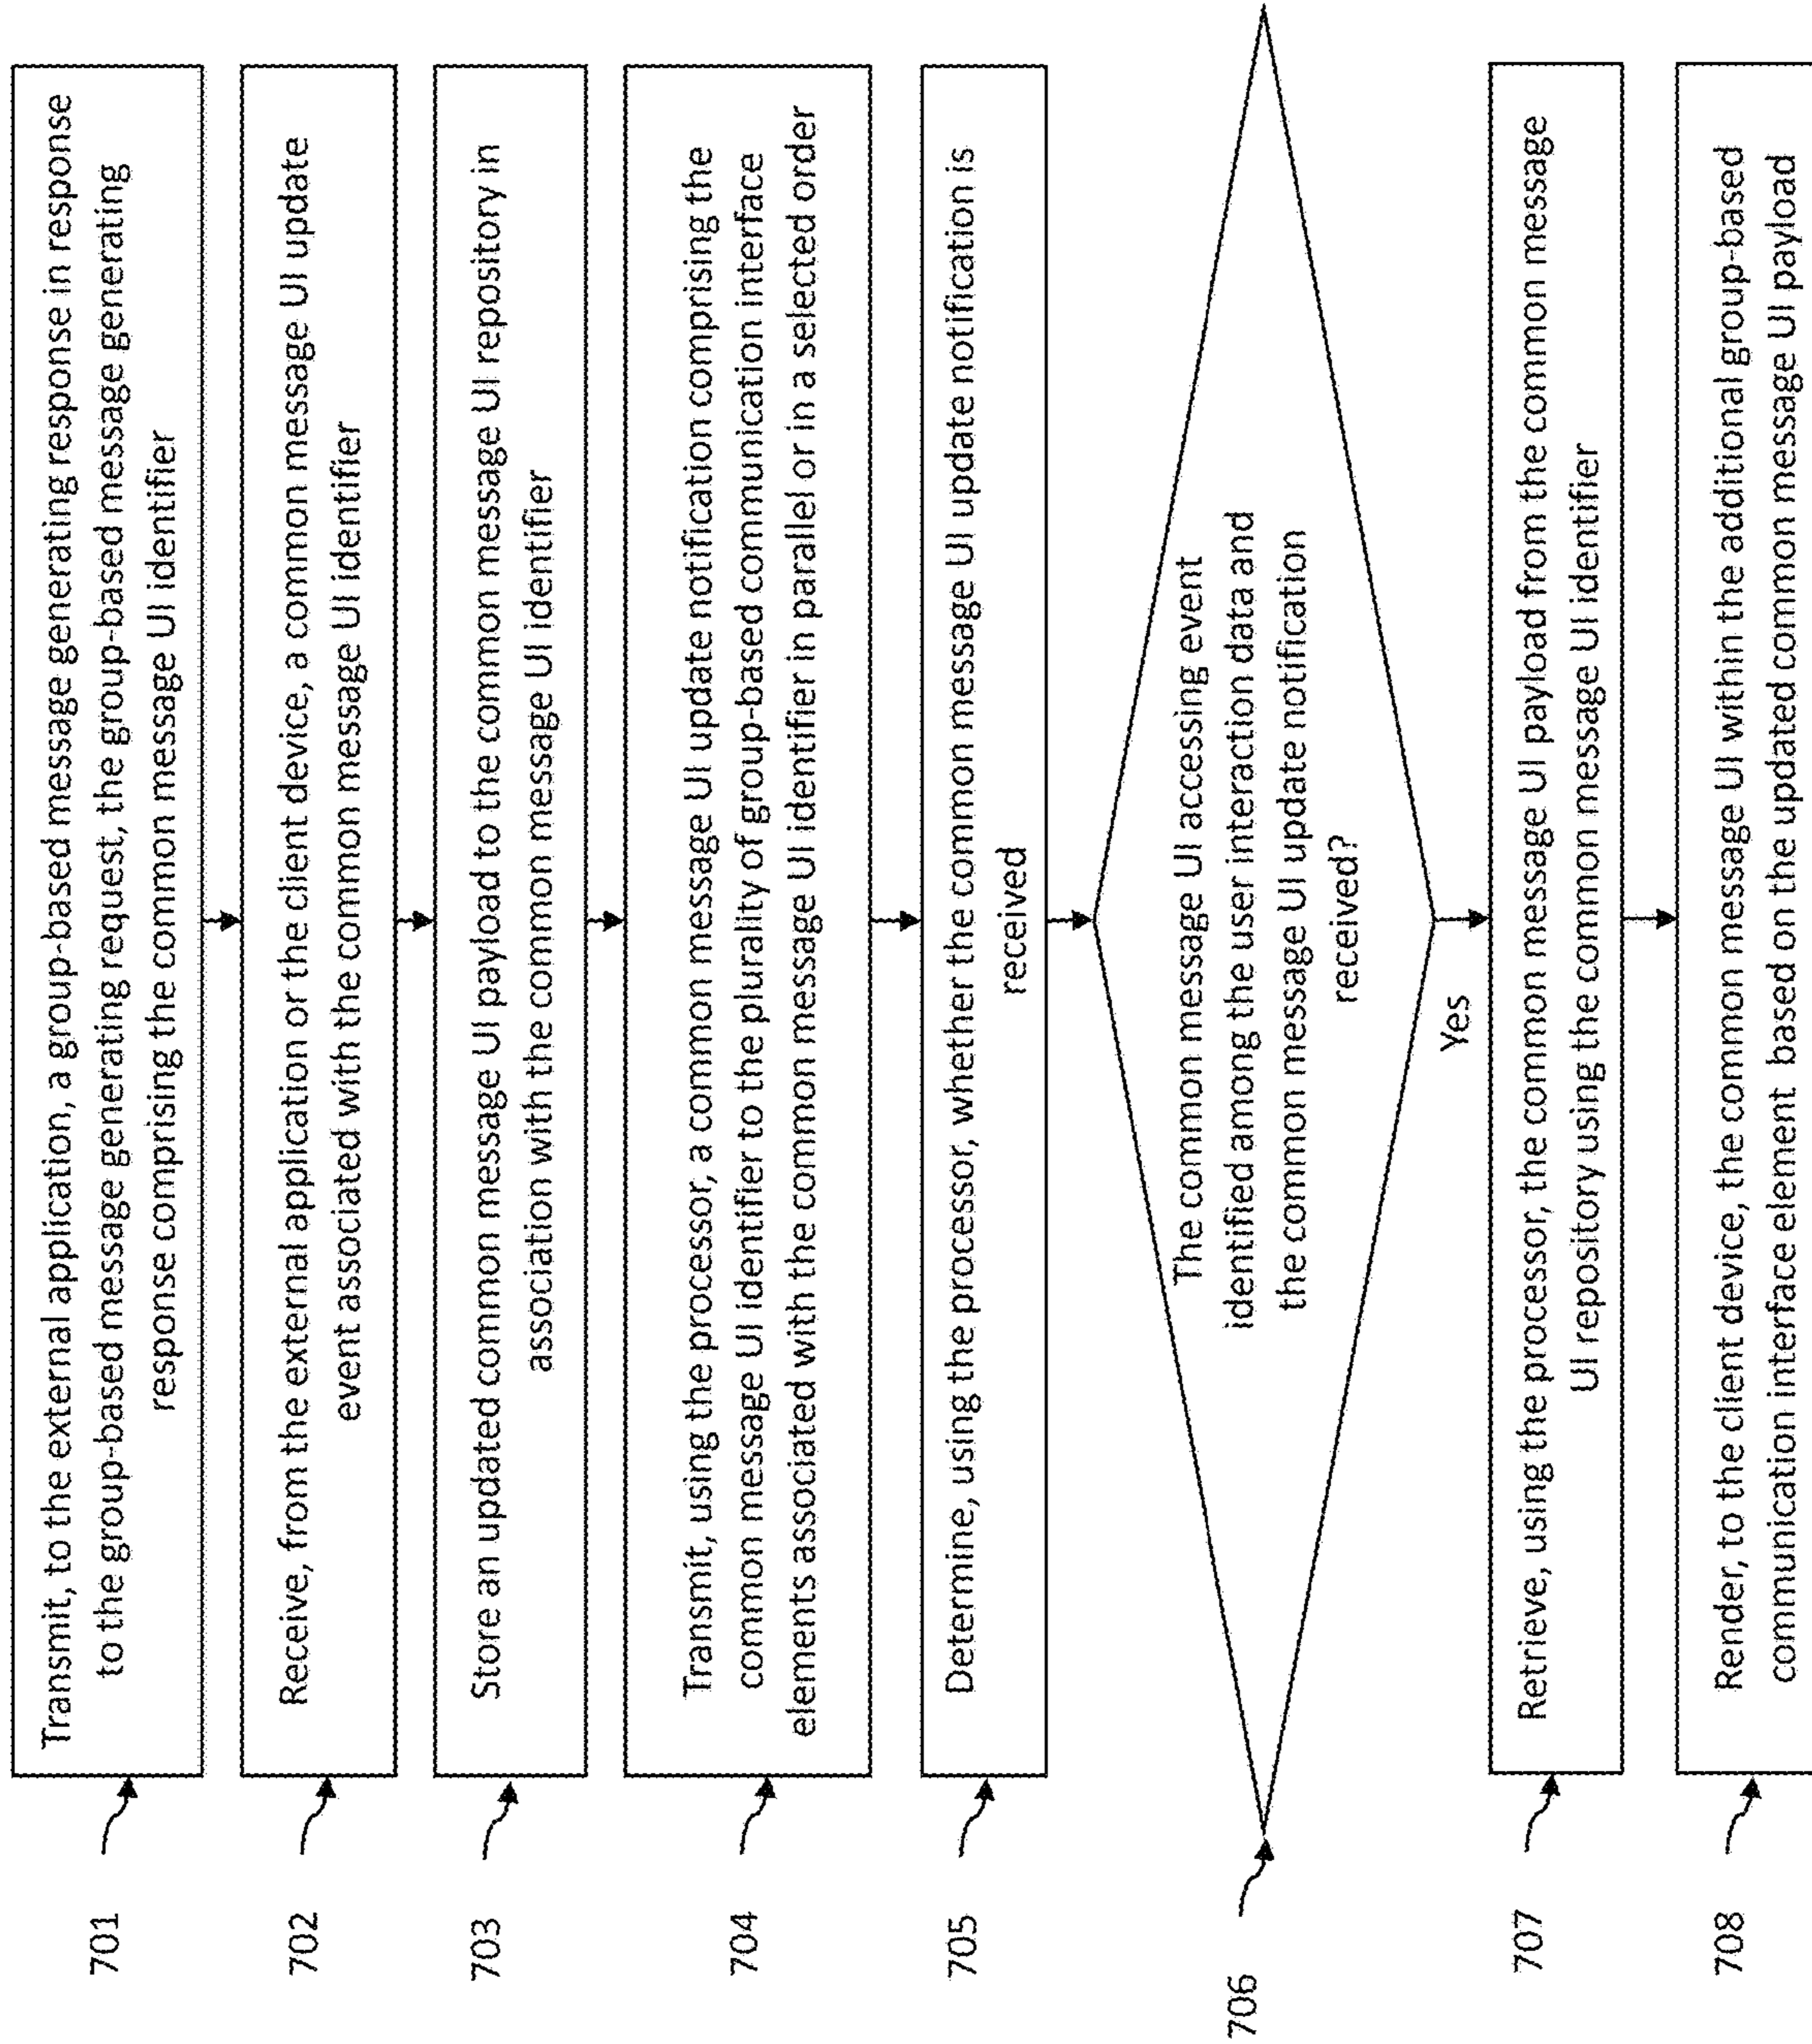 701
Transmit, to the external application, a group-based message generating response in response
to the group-based message generating request, the group-based message generating
response comprising the common message UI identifier
702
Receive, from the external application or the client device, a common message UI update
event associated with the common message UI identifier
703
Store an updated common message UI payload to the common message UI repository in
association with the common message UI identifier
704
Transmit, using the processor, a common message UI update notification comprising the
common message UI identifier to the plurality of group-based communication interface
elements associated with the common message UI identifier in parallel or in a selected order
705
Determine, using the processor, whether the common message UI update notification is
received
706
The common message UI accessing event
identified among the user interaction data and
the common message UI update notification
received?
Yes
707
Retrieve, using the processor, the common message UI payload from the common message
UI repository using the common message UI identifier
708
Render, to the client device, the common message UI within the additional group-based
communication interface element based on the updated common message UI payload